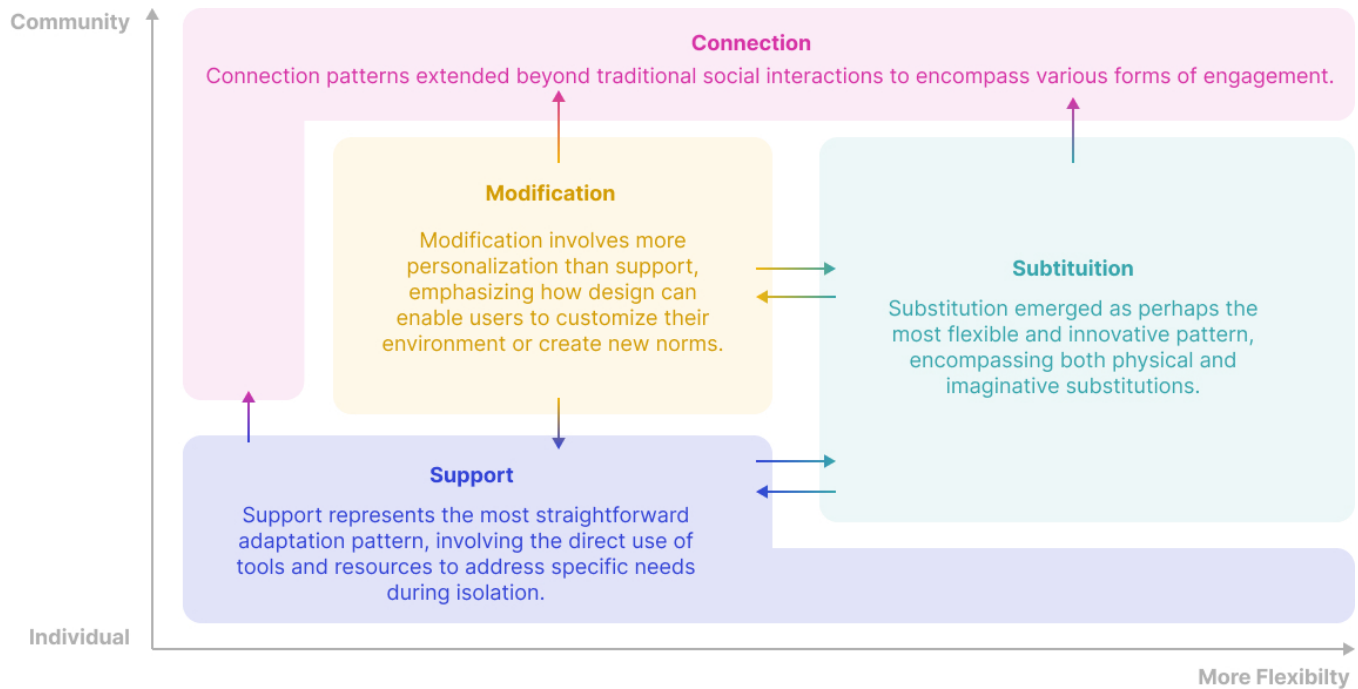 Community
Connection
Connection patterns extended beyond traditional social interactions to encompass various forms of engagement.
Modification
Modification involves more
personalization than support,
emphasizing how design can
enable users to customize their
environment or create new norms.
Subtituition
Substitution emerged as perhaps the
most flexible and innovative pattern,
encompassing both physical and
imaginative substitutions.
Support
Support represents the most straightforward
adaptation pattern, involving the direct use of
tools and resources to address specific needs
during isolation.
Individual
More Flexibilty